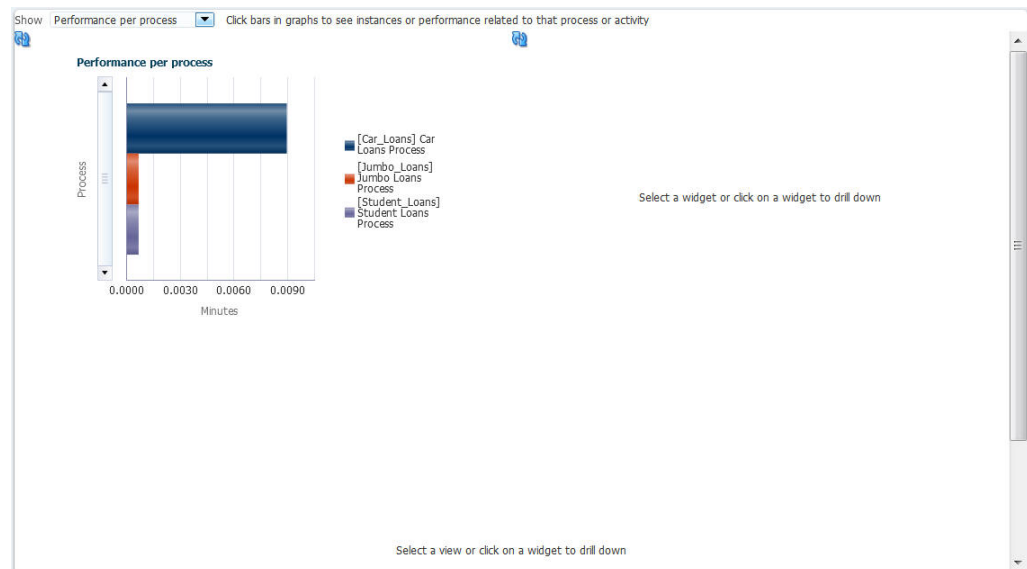 Show Performance per process Click bars in graphs to see instances or performance related to that process or activity
Performance per process
Process
[Car_Loans] Car
Loans Process
[Jumbo_Loans]
Jumbo Loans
Process
[Student_Loans]
Student Loans
Process
0.0000 0.0030 0.0060 0.0090
Minutes
Select a widget or click on a widget to drill down
Select a view or click on a widget to drill down